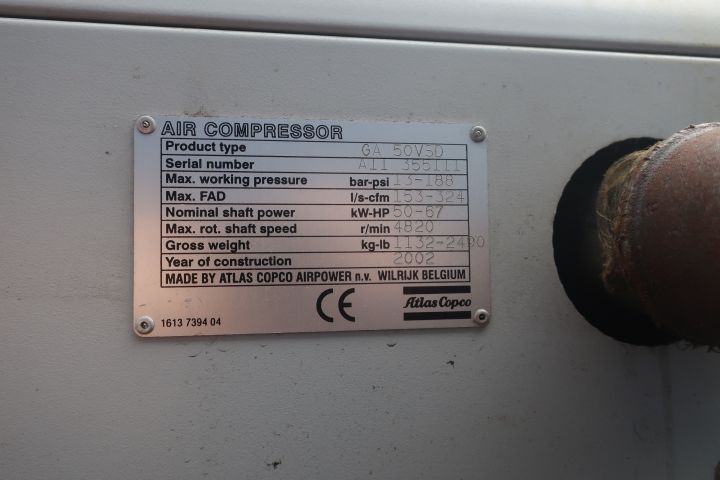 AIR COMPRESSOR
Product type GA 50VSD
Serial number AII 355111
Max. working pressure bar-psi 13-188
Max. FAD l/s-cfm 153-324
Nominal shaft power kW-HP 50-67
Max. rot. shaft speed r/min 4820
Gross weight kg-lb 1132-2490
Year of construction 2002
MADE BY ATLAS COPCO AIRPOWER n.v. WILRIJK BELGIUM
CE
Atlas Copco
1613 7394 04